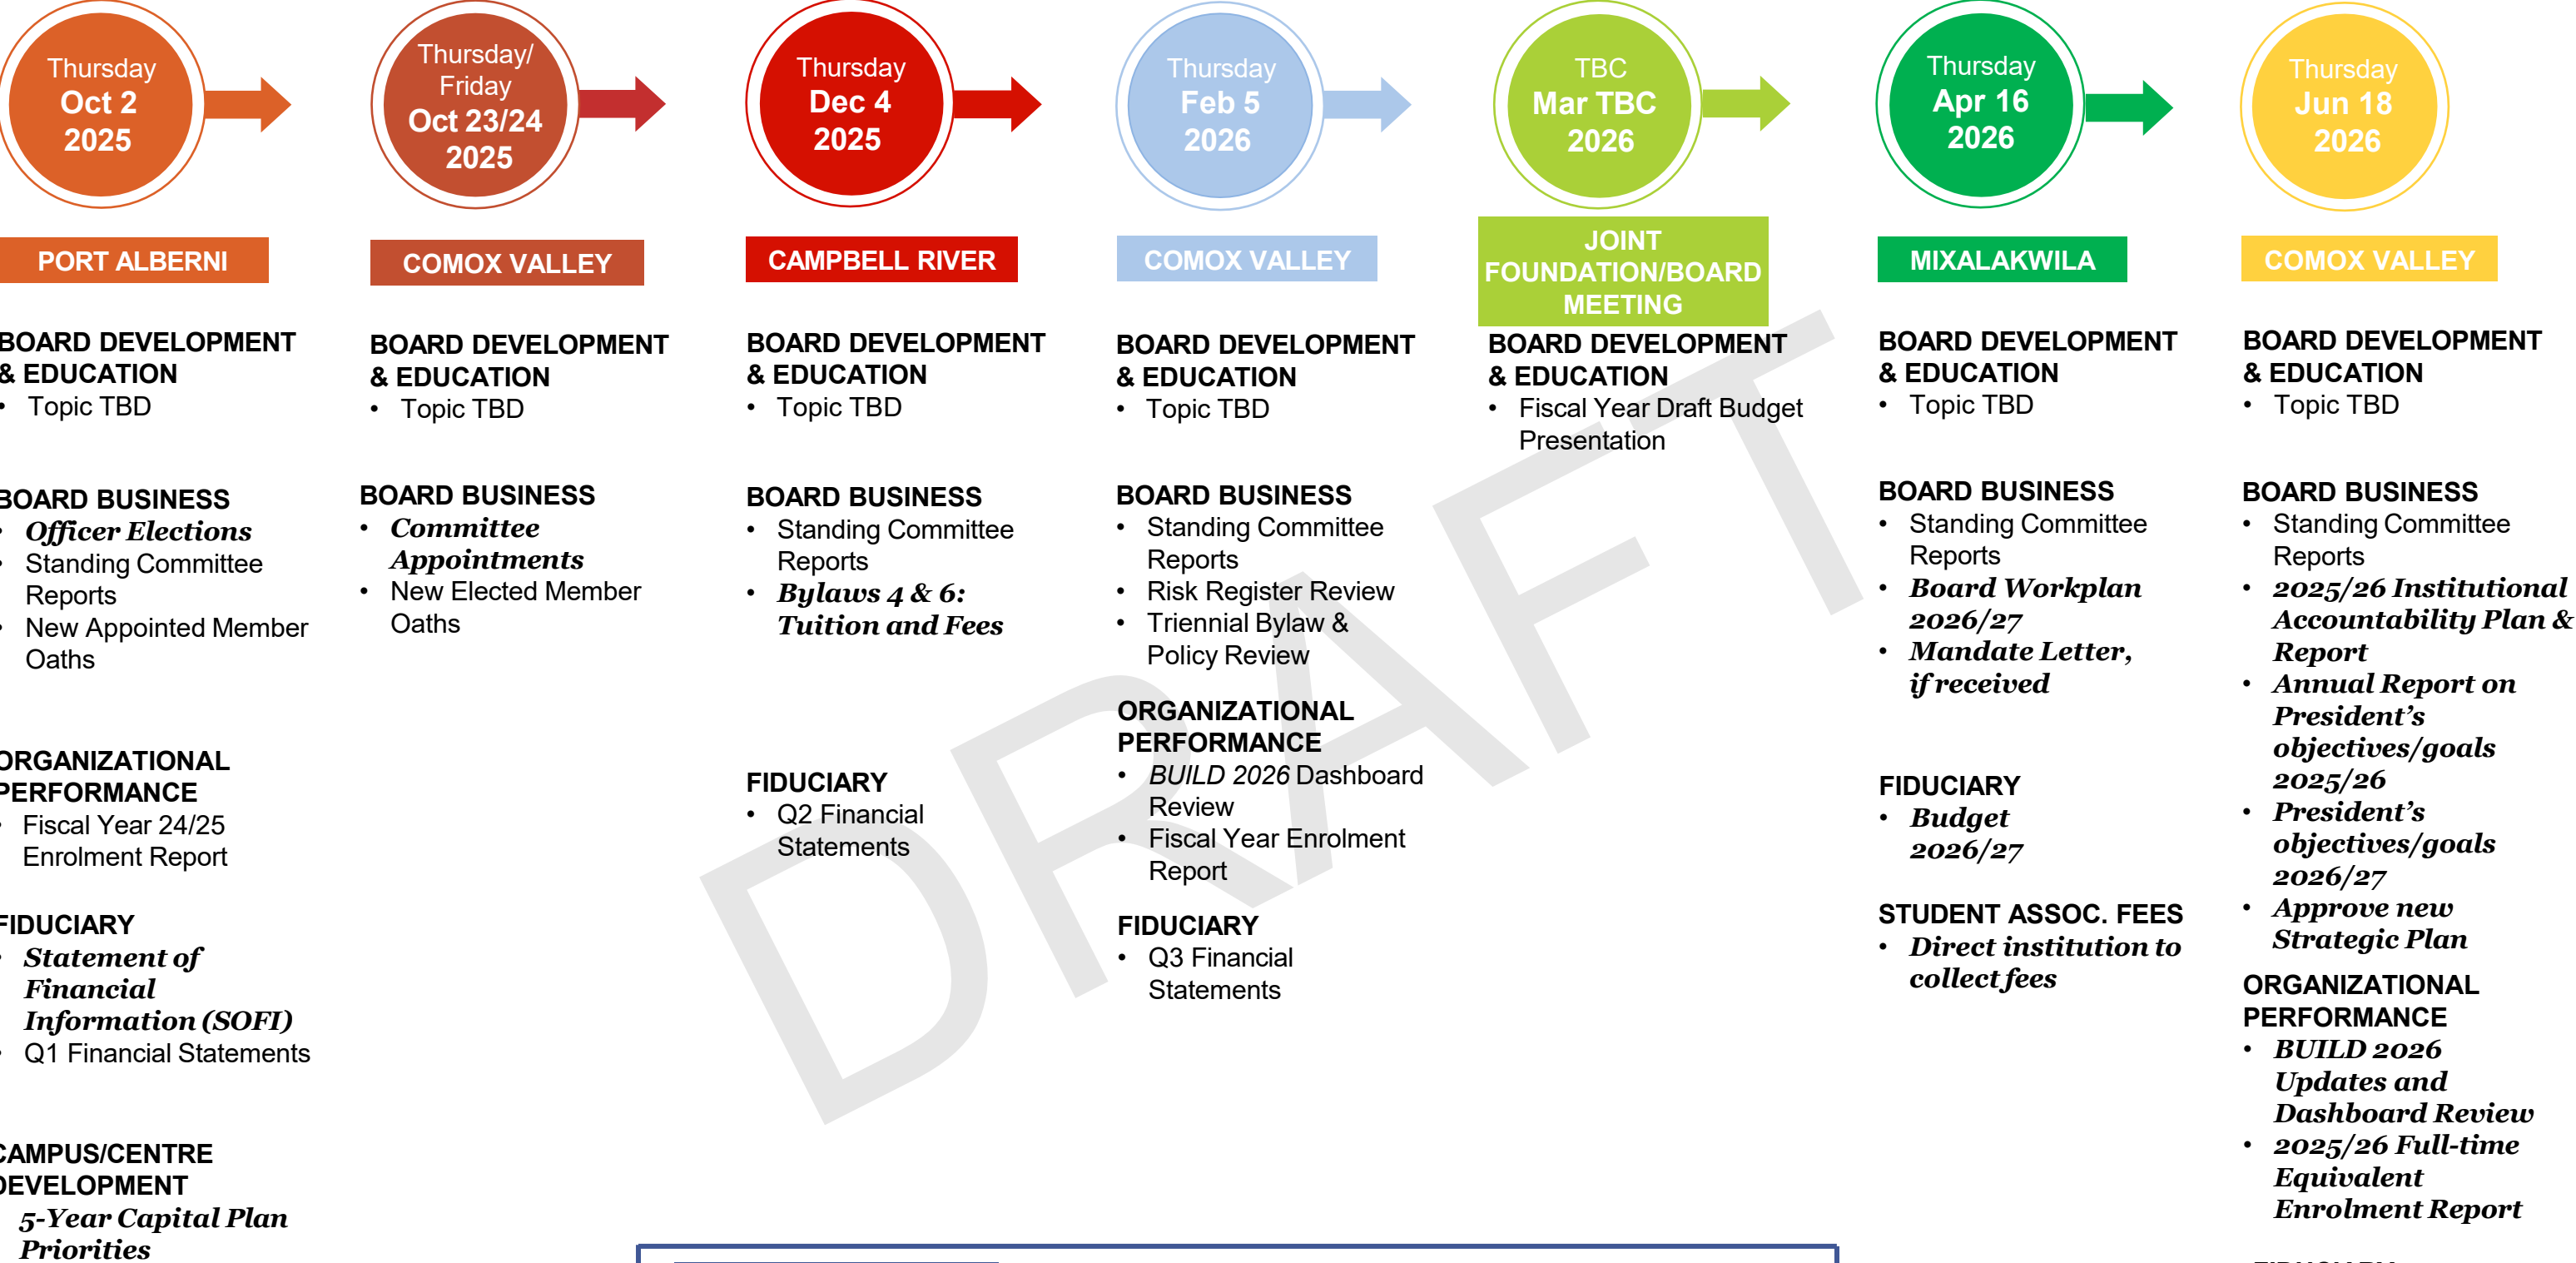 Thursday
Oct 2
2025
PORT ALBERNI
BOARD DEVELOPMENT
& EDUCATION
• Topic TBD
BOARD BUSINESS
• Officer Elections
• Standing Committee
Reports
• New Appointed Member
Oaths
ORGANIZATIONAL
PERFORMANCE
• Fiscal Year 24/25
Enrolment Report
FIDUCIARY
• Statement of
Financial
Information (SOFI)
• Q1 Financial Statements
CAMPUS/CENTRE
DEVELOPMENT
5-Year Capital Plan
Priorities
Thursday/
Friday
Oct 23/24
2025
COMOX VALLEY
BOARD DEVELOPMENT
& EDUCATION
• Topic TBD
BOARD BUSINESS
• Committee
Appointments
• New Elected Member
Oaths
Thursday
Dec 4
2025
CAMPBELL RIVER
BOARD DEVELOPMENT
& EDUCATION
• Topic TBD
BOARD BUSINESS
• Standing Committee
Reports
• Bylaws 4 & 6:
Tuition and Fees
FIDUCIARY
• Q2 Financial
Statements
Thursday
Feb 5
2026
COMOX VALLEY
BOARD DEVELOPMENT
& EDUCATION
• Topic TBD
BOARD BUSINESS
• Standing Committee
Reports
• Risk Register Review
• Triennial Bylaw &
Policy Review
ORGANIZATIONAL
PERFORMANCE
• BUILD 2026 Dashboard
Review
• Fiscal Year Enrolment
Report
FIDUCIARY
• Q3 Financial
Statements
TBC
Mar TBC
2026
JOINT
FOUNDATION/BOARD
MEETING
BOARD DEVELOPMENT
& EDUCATION
• Fiscal Year Draft Budget
Presentation
Thursday
Apr 16
2026
MIXALAKWILA
BOARD DEVELOPMENT
& EDUCATION
• Topic TBD
BOARD BUSINESS
• Standing Committee
Reports
• Board Workplan
2026/27
• Mandate Letter,
if received
FIDUCIARY
• Budget
2026/27
STUDENT ASSOC. FEES
• Direct institution to
collect fees
Thursday
Jun 18
2026
COMOX VALLEY
BOARD DEVELOPMENT
& EDUCATION
• Topic TBD
BOARD BUSINESS
• Standing Committee
Reports
• 2025/26 Institutional
Accountability Plan &
Report
• Annual Report on
President's
objectives/goals
2025/26
• President's
objectives/goals
2026/27
• Approve new
Strategic Plan
ORGANIZATIONAL
PERFORMANCE
• BUILD 2026
Updates and
Dashboard Review
• 2025/26 Full-time
Equivalent
Enrolment Report
DRAFT